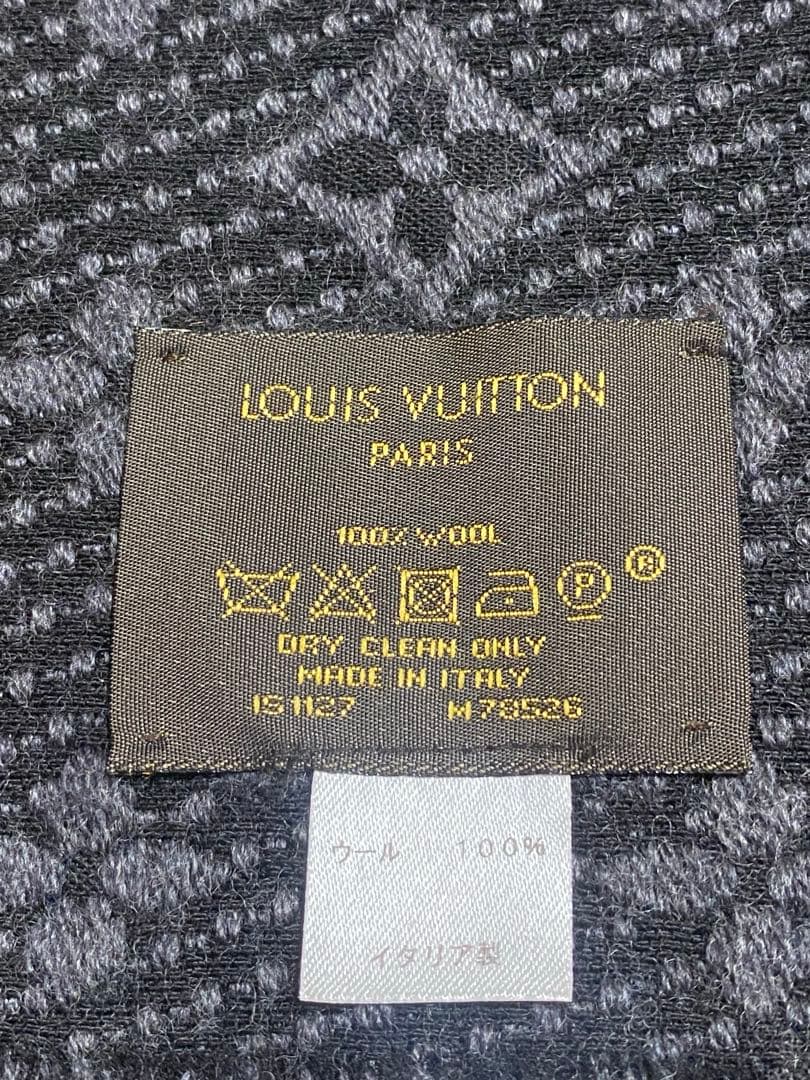 LOUIS VUITTON
PARIS
100% WOOL
P ®
DRY CLEAN ONLY
MADE IN ITALY
IS1127 M78526
ウール 100%
イタリア製